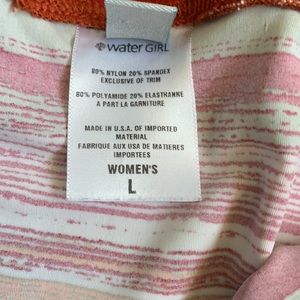 water GIRL
80% NYLON 20% SPANDEX
EXCLUSIVE OF TRIM
80% POLYAMIDE 20% ELASTHANNE
A PART LA GARNITURE
MADE IN U.S.A. OF IMPORTED
MATERIAL
FABRIQUE AUX USA DE MATIERES
IMPORTEES
WOMEN'S
L